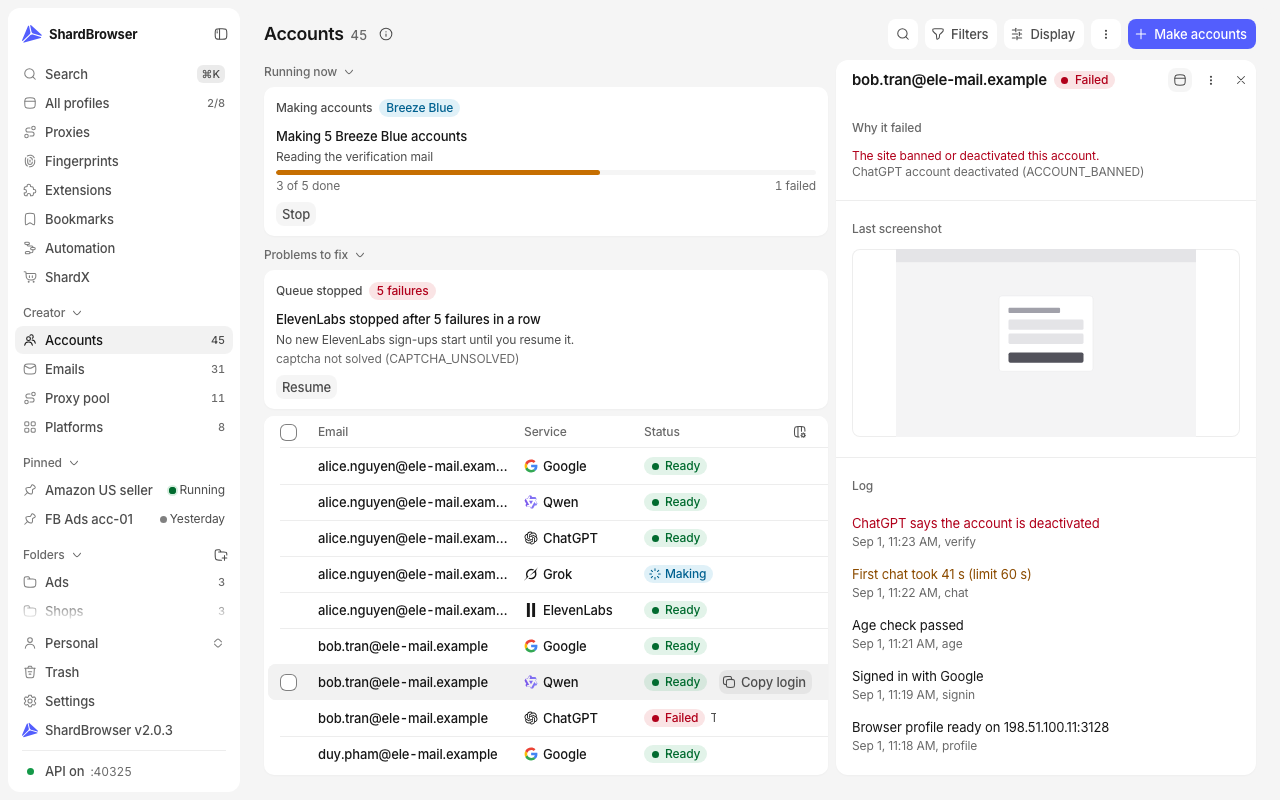 ShardBrowser
Search ⌘K
All profiles 2/8
Proxies
Fingerprints
Extensions
Bookmarks
Automation
ShardX
Creator
Accounts 45
Emails 31
Proxy pool 11
Platforms 8
Pinned
Amazon US seller Running
FB Ads acc-01 Yesterday
Folders
Ads 3
Shops 3
Personal
Trash
Settings
ShardBrowser v2.0.3
API on :40325
Accounts 45
Filters
Display
Make accounts
Running now
Making accounts Breeze Blue
Making 5 Breeze Blue accounts
Reading the verification mail
3 of 5 done 1 failed
Stop
Problems to fix
Queue stopped 5 failures
ElevenLabs stopped after 5 failures in a row
No new ElevenLabs sign-ups start until you resume it.
captcha not solved (CAPTCHA_UNSOLVED)
Resume
Email Service Status
alice.nguyen@ele-mail.exam... Google Ready
alice.nguyen@ele-mail.exam... Qwen Ready
alice.nguyen@ele-mail.exam... ChatGPT Ready
alice.nguyen@ele-mail.exam... Grok Making
alice.nguyen@ele-mail.exam... ElevenLabs Ready
bob.tran@ele-mail.example Google Ready
bob.tran@ele-mail.example Qwen Ready Copy login
bob.tran@ele-mail.example ChatGPT Failed
duy.pham@ele-mail.example Google Ready
bob.tran@ele-mail.example Failed
Why it failed
The site banned or deactivated this account.
ChatGPT account deactivated (ACCOUNT_BANNED)
Last screenshot
Log
ChatGPT says the account is deactivated
Sep 1, 11:23 AM, verify
First chat took 41 s (limit 60 s)
Sep 1, 11:22 AM, chat
Age check passed
Sep 1, 11:21 AM, age
Signed in with Google
Sep 1, 11:19 AM, signin
Browser profile ready on 198.51.100.11:3128
Sep 1, 11:18 AM, profile